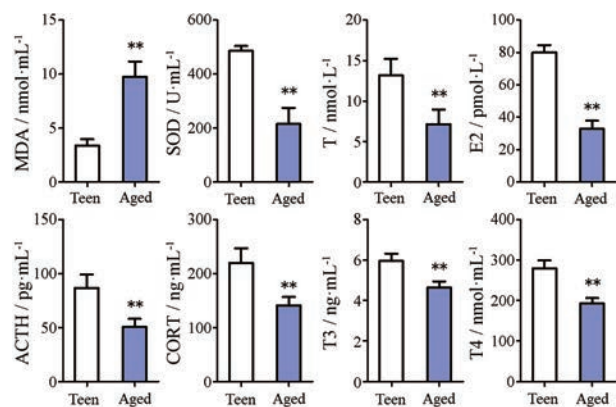 MDA / nmol·mL⁻¹
15
10
5
0
**
Teen Aged
SOD / U·mL⁻¹
600
400
200
0
**
Teen Aged
T / nmol·L⁻¹
20
15
10
5
0
**
Teen Aged
E2 / pmol·L⁻¹
100
80
60
40
20
0
**
Teen Aged
ACTH / pg·mL⁻¹
150
100
50
0
**
Teen Aged
CORT / ng·mL⁻¹
300
200
100
0
**
Teen Aged
T3 / ng·mL⁻¹
8
6
4
2
0
**
Teen Aged
T4 / nmol·mL⁻¹
400
300
200
100
0
**
Teen Aged